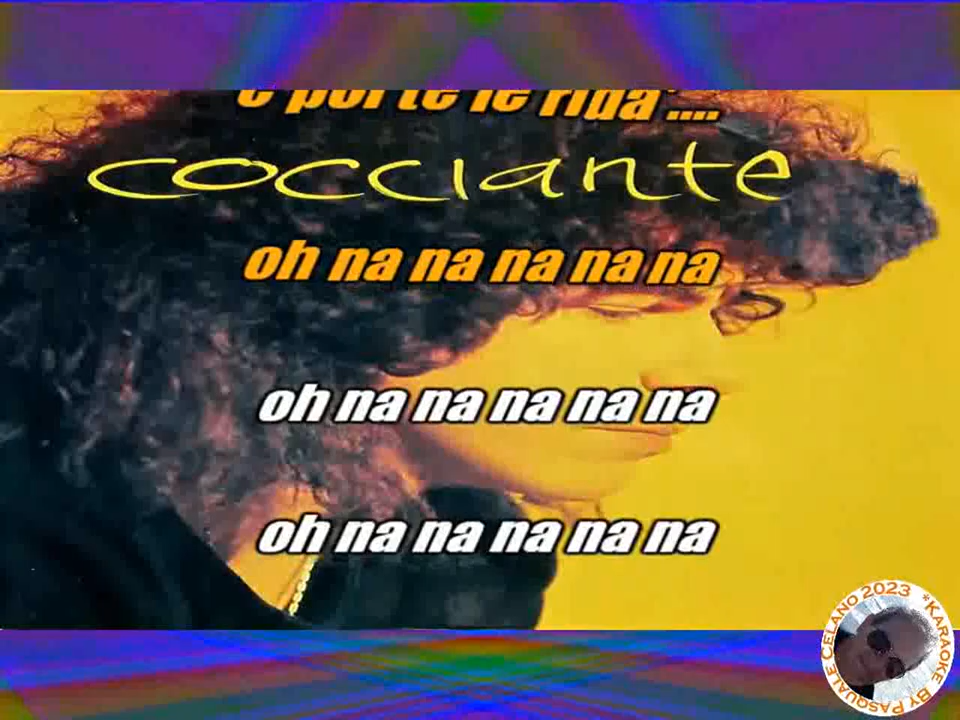 e poi te le rida'....
cocciante
oh na na na na na
oh na na na na na
oh na na na na na
*Karaoke By Pasquale Celano 2023